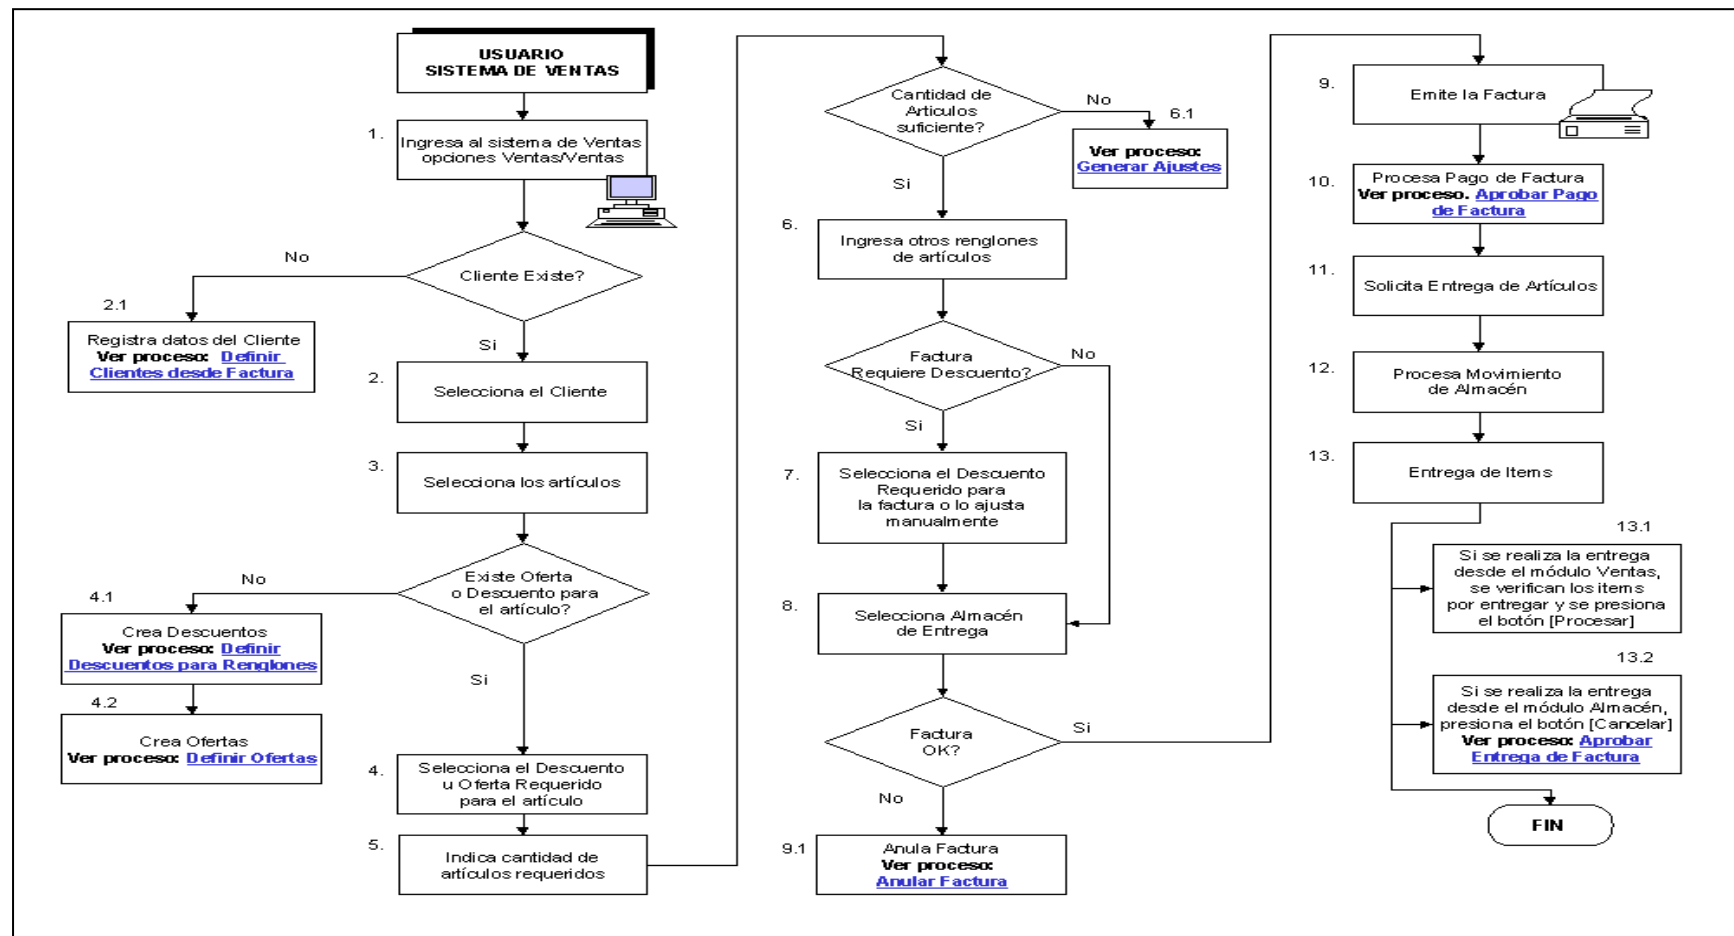 USUARIO
SISTEMA DE VENTAS
1.
Ingresa al sistema de Ventas
opciones Ventas/Ventas
Cliente Existe?
No
2.1
Registra datos del Cliente
Ver proceso: Definir
Clientes desde Factura
Si
2.
Selecciona el Cliente
3.
Selecciona los artículos
Existe Oferta
o Descuento para
el artículo?
No
4.1
Crea Descuentos
Ver proceso: Definir
Descuentos para Renglones
4.2
Crea Ofertas
Ver proceso: Definir Ofertas
Si
4.
Selecciona el Descuento
u Oferta Requerido
para el artículo
5.
Indica cantidad de
artículos requeridos
Cantidad de
Articulos
suficiente?
No
6.1
Ver proceso:
Generar Ajustes
Si
6.
Ingresa otros renglones
de artículos
Factura
Requiere Descuento?
No
Si
7.
Selecciona el Descuento
Requerido para
la factura o lo ajusta
manualmente
8.
Selecciona Almacén
de Entrega
Factura
OK?
Si
No
9.1
Anula Factura
Ver proceso:
Anular Factura
9.
Emite la Factura
10.
Procesa Pago de Factura
Ver proceso. Aprobar Pago
de Factura
11.
Solicita Entrega de Artículos
12.
Procesa Movimiento
de Almacén
13.
Entrega de Items
13.1
Si se realiza la entrega
desde el módulo Ventas,
se verifican los items
por entregar y se presiona
el botón [Procesar]
13.2
Si se realiza la entrega
desde el módulo Almacén,
presiona el botón [Cancelar]
Ver proceso: Aprobar
Entrega de Factura
FIN